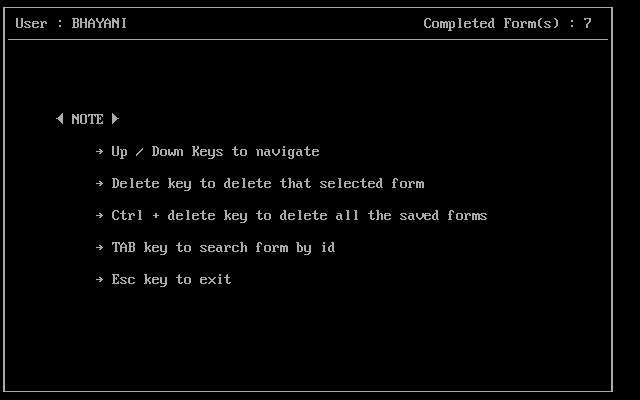 User : BHAYANI Completed Form(s) : 7
◄ NOTE ►
→ Up / Down Keys to navigate
→ Delete key to delete that selected form
→ Ctrl + delete key to delete all the saved forms
→ TAB key to search form by id
→ Esc key to exit